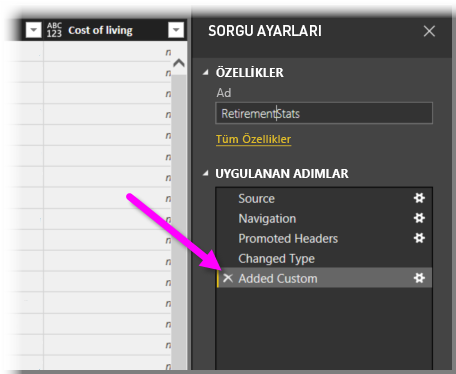 ABC
123 Cost of living
SORGU AYARLARI
ÖZELLİKLER
Ad
RetirementStats
Tüm Özellikler
UYGULANAN ADIMLAR
Source
Navigation
Promoted Headers
Changed Type
Added Custom